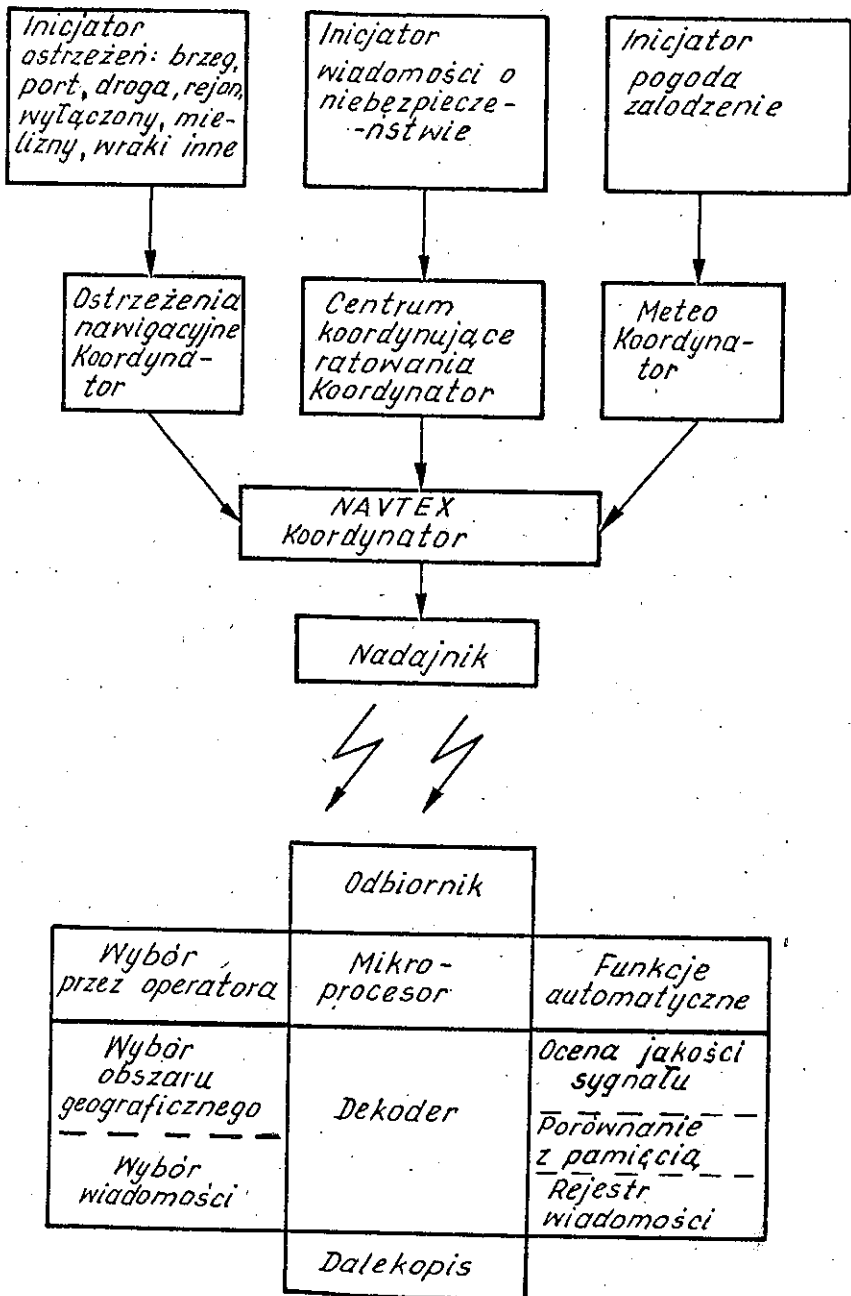 Inicjator
ostrzeżeń: brzeg,
port, droga, rejon,
wyłączony, mie-
lizny, wraki inne
Inicjator
wiadomości o
niebezpiecze-
-ństwie
Inicjator
pogoda
zalodzenie
Ostrzeżenia
nawigacyjne
Koordyna-
tor
Centrum
koordynujące
ratowania
Koordynator
Meteo
Koordyna-
tor
NAVTEX
Koordynator
Nadajnik
Odbiornik
Wybór
przez operatora
Mikro-
procesor
Funkcje
automatyczne
Wybór
obszaru
geograficznego
Wybór
wiadomości
Dekoder
Ocena jakości
sygnału
Porównanie
z pamięcią
Rejestr
wiadomości
Dalekopis